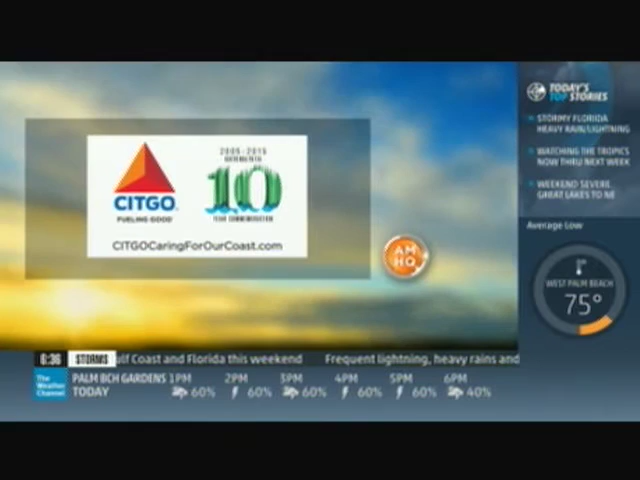 TODAY'S
TOP STORIES
STORMY FLORIDA
HEAVY RAIN/LIGHTNING
WATCHING THE TROPICS
NOW THRU NEXT WEEK
WEEKEND SEVERE,
GREAT LAKES TO NE
Average Low
WEST PALM BEACH
75°
CITGO
FUELING GOOD
2005-2015
10
YEAR COMMEMORATION
CITGOCaringForOurCoast.com
AM
HQ
6:36 STORMS ulf Coast and Florida this weekend Frequent lightning, heavy rains and
The Weather Channel
PALM BCH GARDENS 1PM 2PM 3PM 4PM 5PM 6PM
TODAY 60% 60% 60% 60% 60% 40%